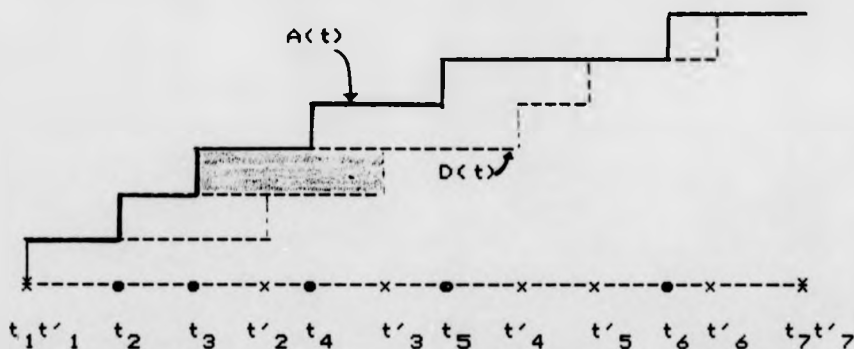 A(t)
D(t)
t₁t'₁ t₂ t₃ t'₂ t₄ t'₃ t₅ t'₄ t'₅ t₆ t'₆ t₇t'₇